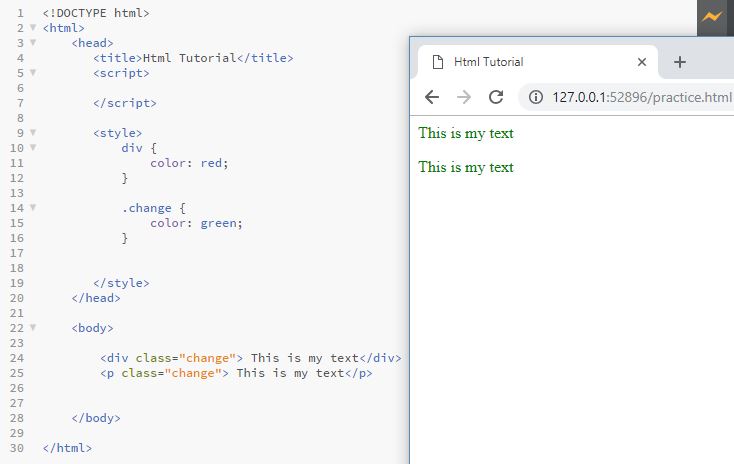 1 <!DOCTYPE html>
2 <html>
3 <head>
4 <title>Html Tutorial</title>
5 <script>
6
7 </script>
8
9 <style>
10 div {
11 color: red;
12 }
13
14 .change {
15 color: green;
16 }
17
18
19 </style>
20 </head>
21
22 <body>
23
24 <div class="change"> This is my text</div>
25 <p class="change"> This is my text</p>
26
27
28 </body>
29
30 </html>
Html Tutorial
127.0.0.1:52896/practice.html
This is my text
This is my text